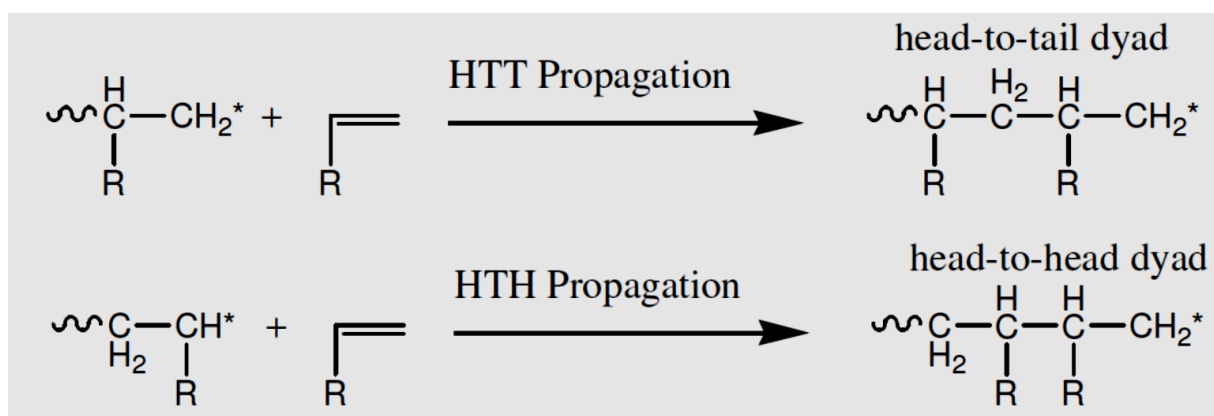 head-to-tail dyad
HTT Propagation
H
C—CH₂* +
R
R
H H₂ H
C—C—C—CH₂*
R R
head-to-head dyad
HTH Propagation
C—CH* +
H₂
R
R
H H
C—C—C—CH₂*
H₂
R R